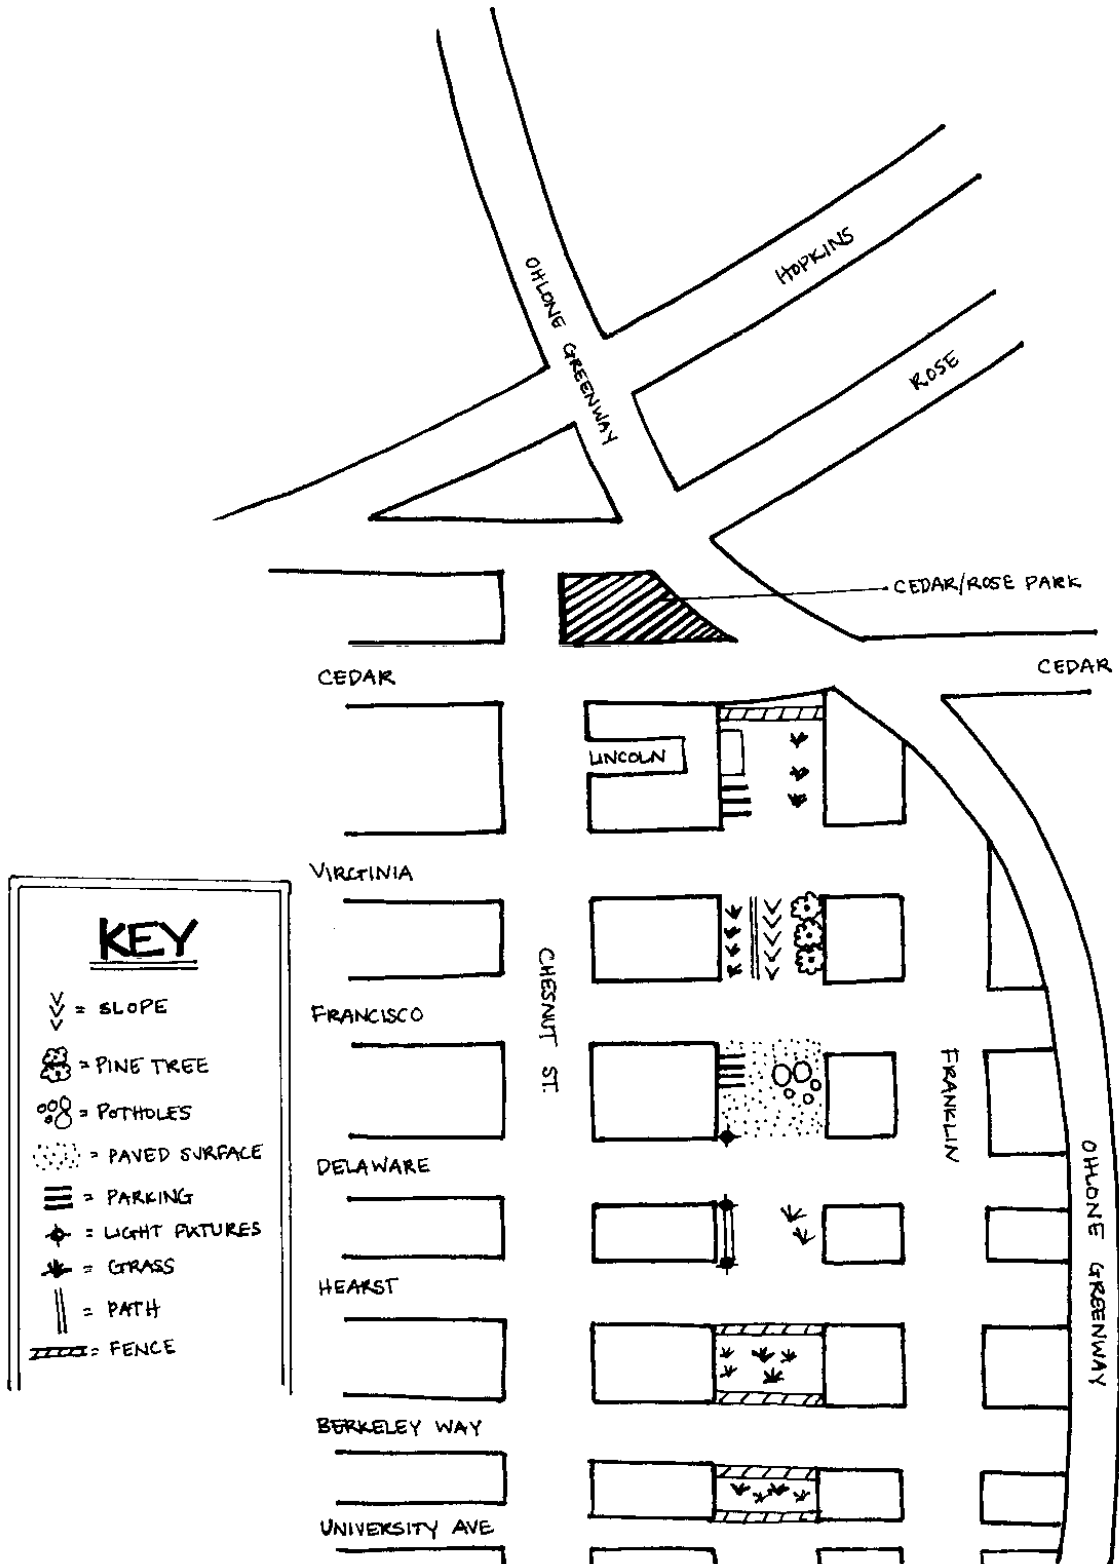 OHLONE GREENWAY
HOPKINS
ROSE
CEDAR/ROSE PARK
CEDAR
CEDAR
LINCOLN
VIRGINIA
KEY
= SLOPE
= PINE TREE
= POTHOLES
= PAVED SURFACE
= PARKING
= LIGHT FIXTURES
= GRASS
= PATH
= FENCE
CHESNUT ST.
FRANCISCO
FRANKLIN
DELAWARE
OHLONE GREENWAY
HEARST
BERKELEY WAY
UNIVERSITY AVE